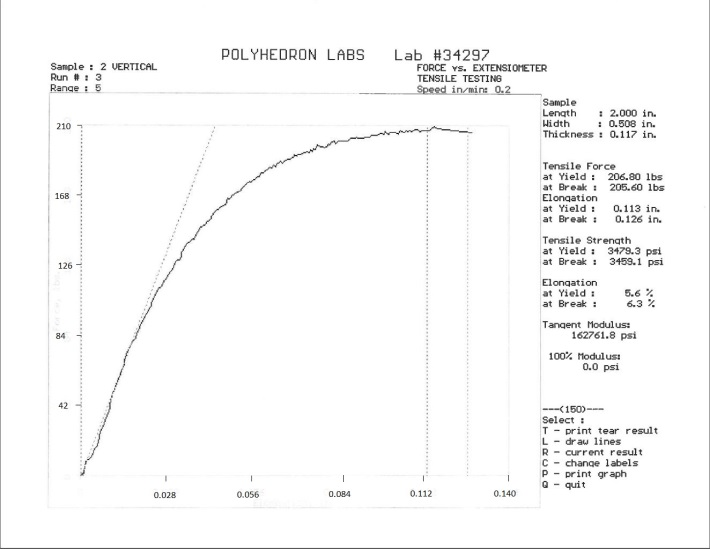 POLYHEDRON LABS Lab #34297
Sample : 2 VERTICAL
Run # : 3
Range : 5
FORCE vs. EXTENSIOMETER
TENSILE TESTING
Speed in/min: 0.2
Sample
Length : 2.000 in.
Width : 0.508 in.
Thickness : 0.117 in.
Tensile Force
at Yield : 206.80 lbs
at Break : 205.60 lbs
Elongation
at Yield : 0.113 in.
at Break : 0.126 in.
Tensile Strength
at Yield : 3479.3 psi
at Break : 3459.1 psi
Elongation
at Yield : 5.6 %
at Break : 6.3 %
Tangent Modulus:
162761.8 psi
100% Modulus:
0.0 psi
---(150)---
Select :
T - print tear result
L - draw lines
R - current result
C - change labels
P - print graph
Q - quit
210
168
126
84
42
0.028 0.056 0.084 0.112 0.140